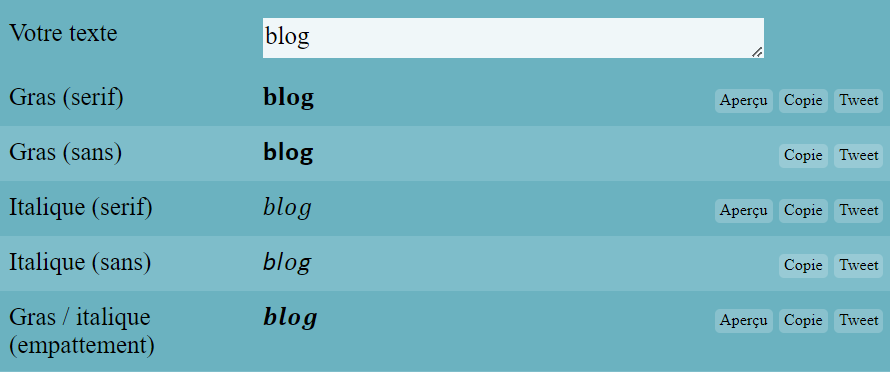 Votre texte blog
Gras (serif) blog Aperçu Copie Tweet
Gras (sans) blog Copie Tweet
Italique (serif) blog Aperçu Copie Tweet
Italique (sans) blog Copie Tweet
Gras / italique blog Aperçu Copie Tweet
(empattement)